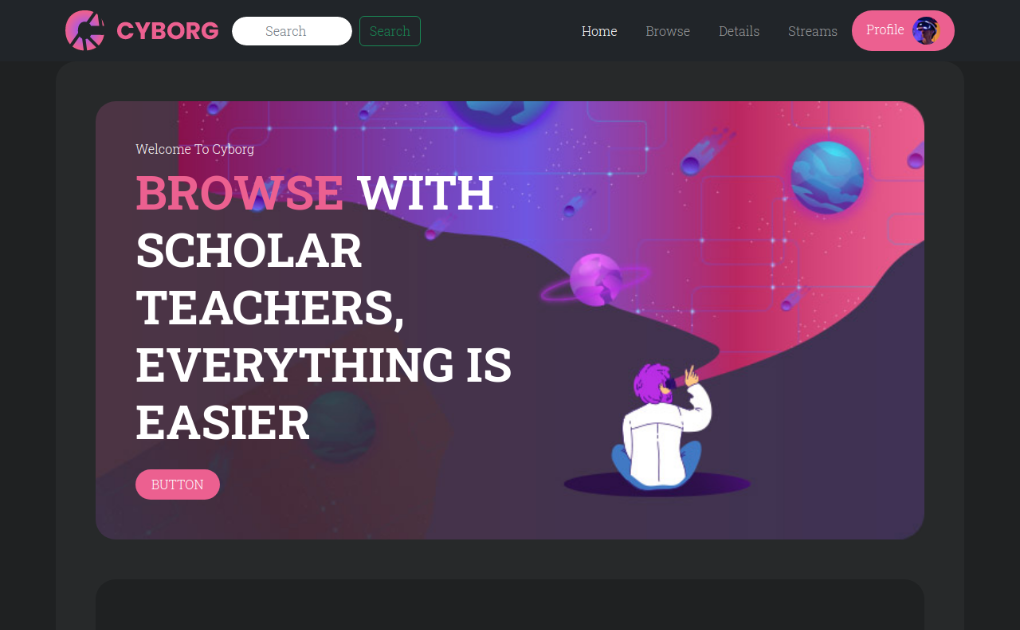 CYBORG
Search
Search
Home
Browse
Details
Streams
Profile
Welcome To Cyborg
BROWSE WITH
SCHOLAR
TEACHERS,
EVERYTHING IS
EASIER
BUTTON